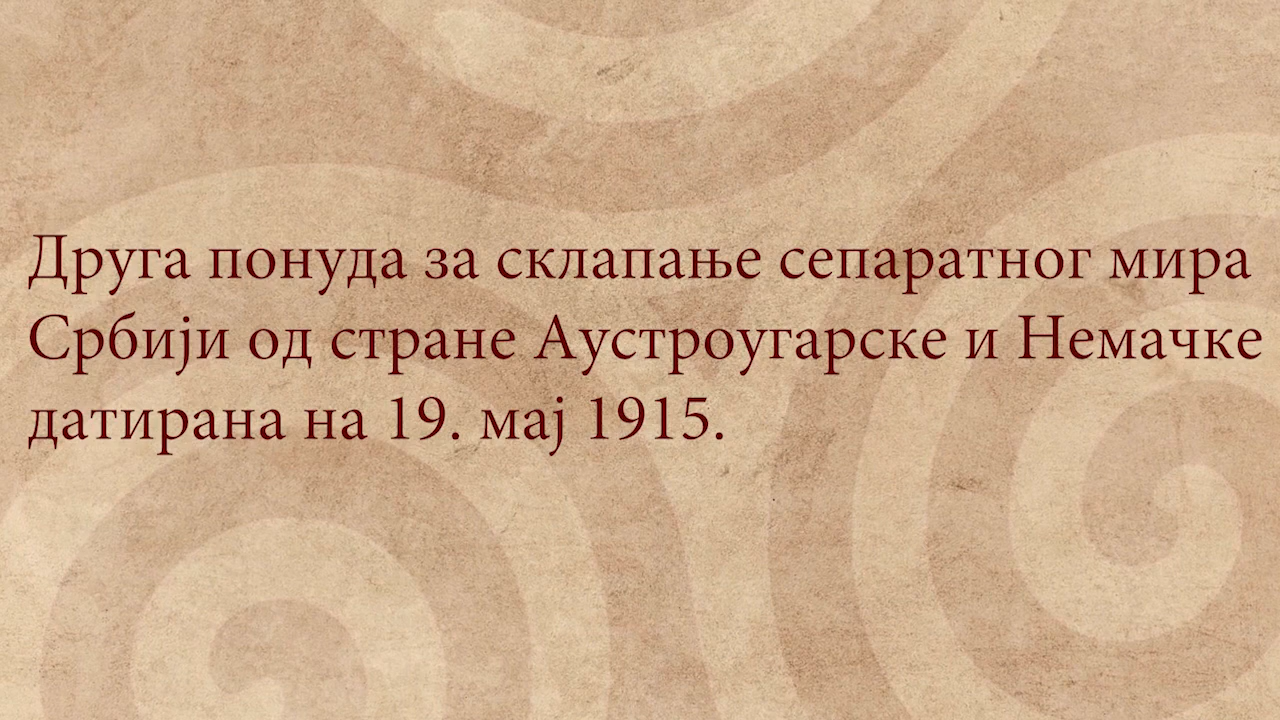 Друга понуда за склапање сепаратног мира
Србији од стране Аустроугарске и Немачке
датирана на 19. мај 1915.